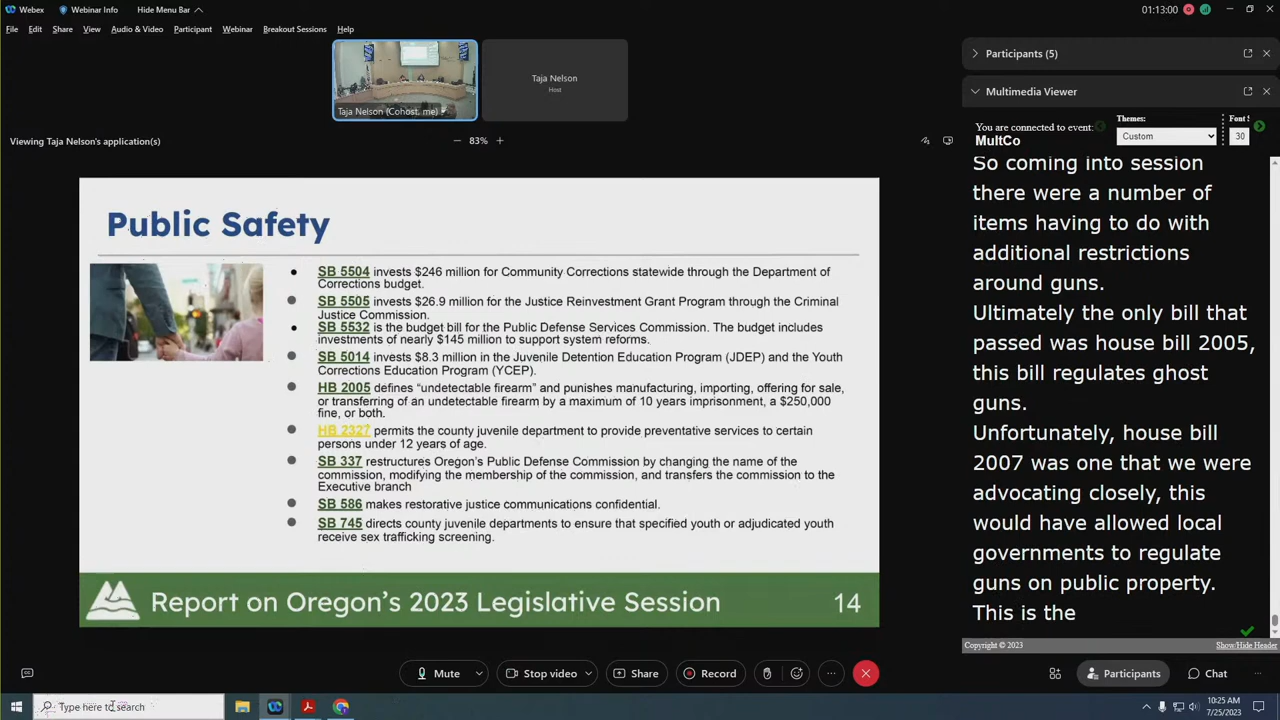 Webex
Webinar Info
Hide Menu Bar
01:13:00
File Edit Share View Audio & Video Participant Webinar Breakout Sessions Help
Taja Nelson (Cohost, me)
Taja Nelson
Host
Viewing Taja Nelson's application(s)
83%
Public Safety
SB 5504 invests $246 million for Community Corrections statewide through the Department of
Corrections budget.
SB 5505 invests $26.9 million for the Justice Reinvestment Grant Program through the Criminal
Justice Commission.
SB 5532 is the budget bill for the Public Defense Services Commission. The budget includes
investments of nearly $145 million to support system reforms.
SB 5014 invests $8.3 million in the Juvenile Detention Education Program (JDEP) and the Youth
Corrections Education Program (YCEP).
HB 2005 defines “undetectable firearm” and punishes manufacturing, importing, offering for sale,
or transferring of an undetectable firearm by a maximum of 10 years imprisonment, a $250,000
fine, or both.
HB 2327 permits the county juvenile department to provide preventative services to certain
persons under 12 years of age.
SB 337 restructures Oregon's Public Defense Commission by changing the name of the
commission, modifying the membership of the commission, and transfers the commission to the
Executive branch
SB 586 makes restorative justice communications confidential.
SB 745 directs county juvenile departments to ensure that specified youth or adjudicated youth
receive sex trafficking screening.
Report on Oregon's 2023 Legislative Session 14
Participants (5)
Multimedia Viewer
You are connected to event:
MultCo
Themes:
Custom
Font S
30
So coming into session
there were a number of
items having to do with
additional restrictions
around guns.
Ultimately the only bill that
passed was house bill 2005,
this bill regulates ghost
guns.
Unfortunately, house bill
2007 was one that we were
advocating closely, this
would have allowed local
governments to regulate
guns on public property.
This is the
Copyright © 2023
Show/Hide Header
Mute
Stop video
Share
Record
Participants
Chat
Type here to search
10:25 AM
7/25/2023